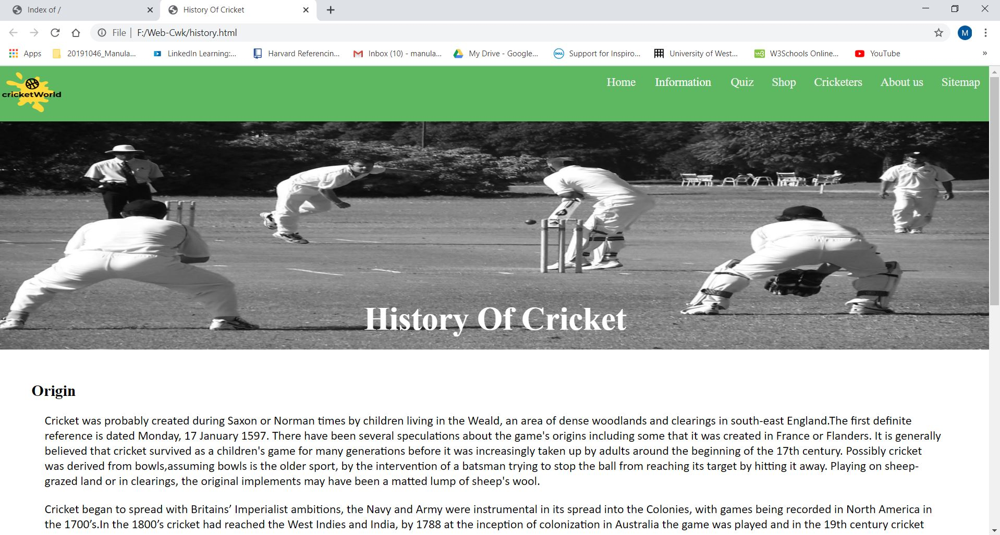 Index of /
History Of Cricket
File | F:/Web-Cwk/history.html
M
Apps
20191046_Manula...
LinkedIn Learning:...
Harvard Referencin...
Inbox (10) - manula...
My Drive - Google...
Support for Inspiro...
University of West...
W3Schools Online...
YouTube
»
cricketWorld
Home Information Quiz Shop Cricketers About us Sitemap
History Of Cricket
Origin
Cricket was probably created during Saxon or Norman times by children living in the Weald, an area of dense woodlands and clearings in south-east England.The first definite
reference is dated Monday, 17 January 1597. There have been several speculations about the game's origins including some that it was created in France or Flanders. It is generally
believed that cricket survived as a children's game for many generations before it was increasingly taken up by adults around the beginning of the 17th century. Possibly cricket
was derived from bowls,assuming bowls is the older sport, by the intervention of a batsman trying to stop the ball from reaching its target by hitting it away. Playing on sheep-
grazed land or in clearings, the original implements may have been a matted lump of sheep's wool.
Cricket began to spread with Britains’ Imperialist ambitions, the Navy and Army were instrumental in its spread into the Colonies, with games being recorded in North America in
the 1700’s.In the 1800’s cricket had reached the West Indies and India, by 1788 at the inception of colonization in Australia the game was played and in the 19th century cricket